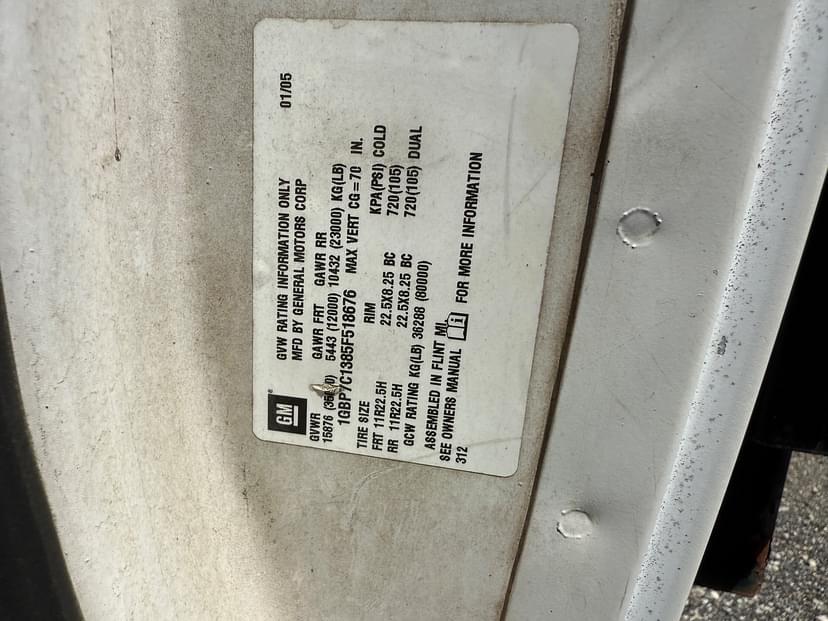 GM
GVW RATING INFORMATION ONLY 01/05
MFD BY GENERAL MOTORS CORP
GVWR GAWR FRT GAWR RR
15876 5443 (12000) 10432 (23000) KG(LB)
1GBP7C1385F518676 MAX VERT CG=70 IN.
TIRE SIZE RIM KPA(PSI) COLD
FRT 11R22.5H 22.5X8.25 BC 720(105)
RR 11R22.5H 22.5X8.25 BC 720(105) DUAL
GCW RATING KG(LB) 36288 (80000)
ASSEMBLED IN FLINT MI.
SEE OWNERS MANUAL FOR MORE INFORMATION
312